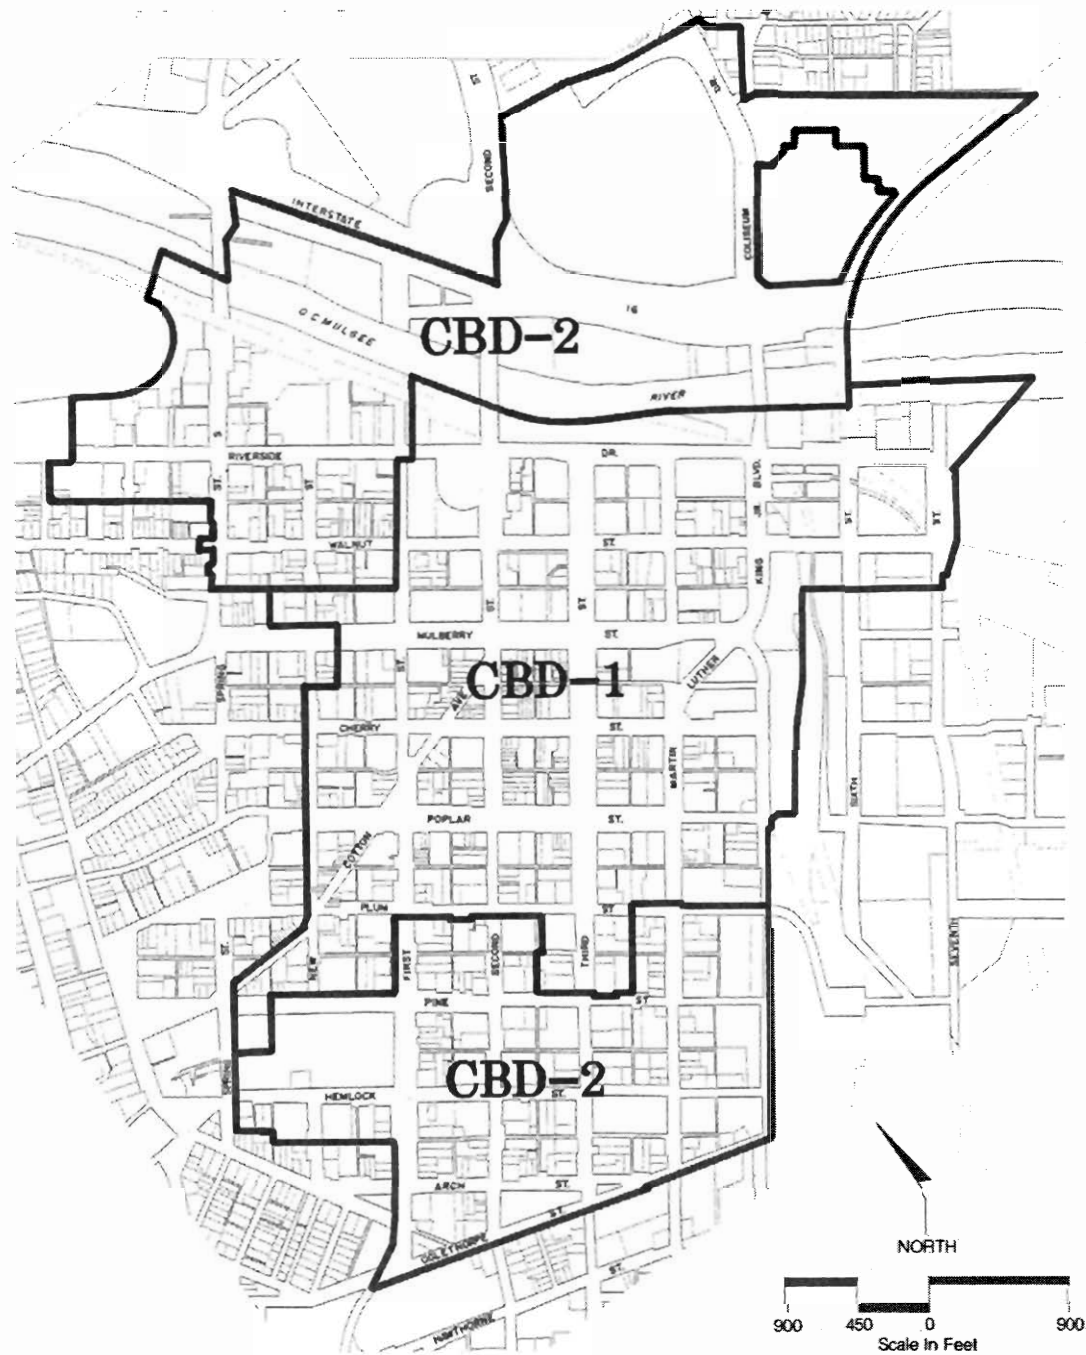 ST
DR.
SECOND
INTERSTATE
COLISEUM
16
OCMULGEE
CBD-2
RIVER
S
RIVERSIDE
DR.
BLVD.
ST.
ST
JR
ST.
ST.
WALNUT
ST.
KING
ST.
ST.
MULBERRY
ST.
ST.
LUTHER
SPRING
CBD-1
AVE
CHERRY
ST.
MARTIN
SIXTH
POPLAR
ST.
COTTON
PLUM
ST
ST.
NEW
FIRST
SECOND
THIRD
SEVENTH
PINE
ST
CBD-2
SPRING
HEMLOCK
ST.
ARCH
ST.
ST.
OGLETHORPE
ST.
HAWTHORNE
NORTH
900 450 0 900
Scale In Feet